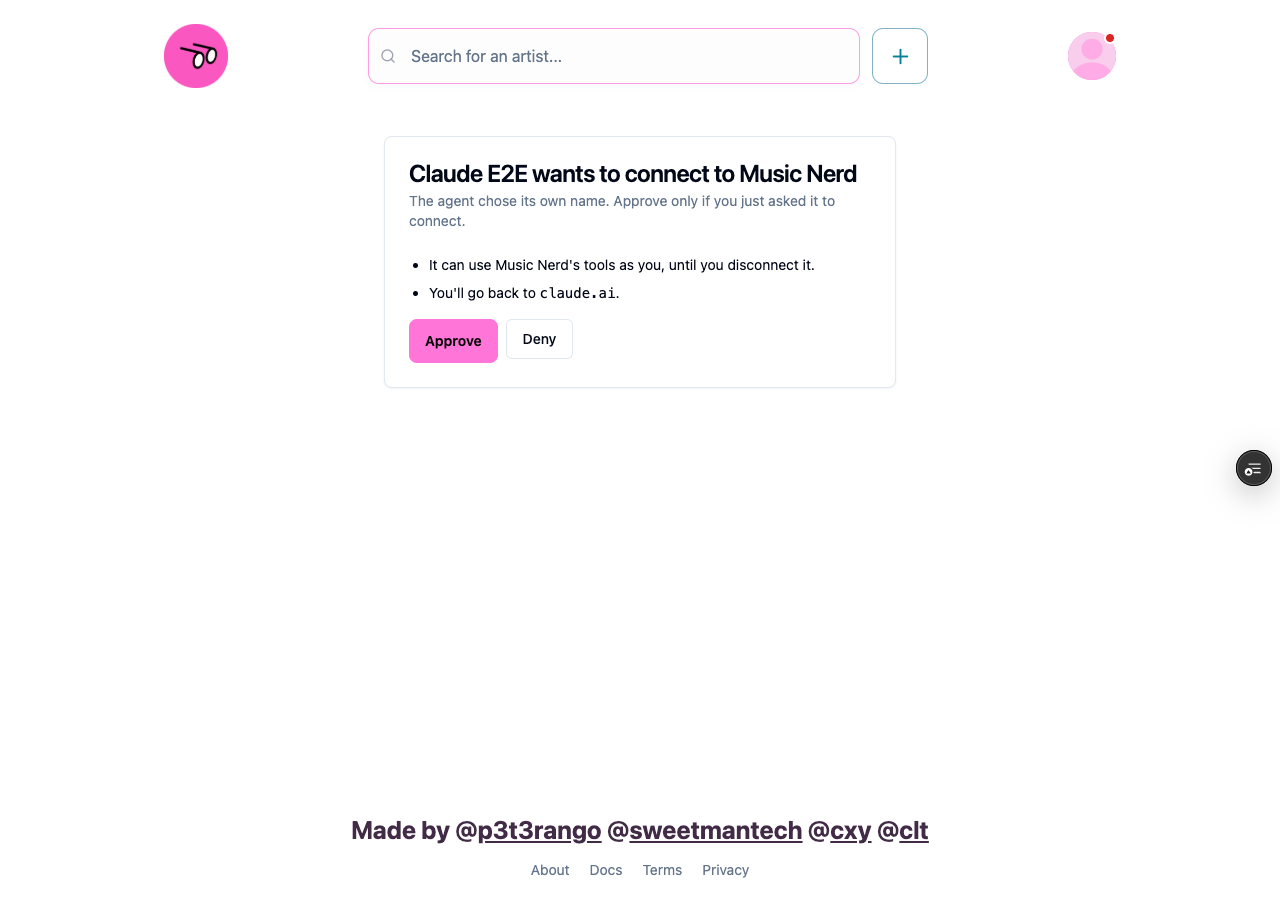 Search for an artist...
Claude E2E wants to connect to Music Nerd
The agent chose its own name. Approve only if you just asked it to
connect.
It can use Music Nerd's tools as you, until you disconnect it.
You'll go back to claude.ai.
Approve
Deny
Made by @p3t3rango @sweetmantech @cxy @clt
About
Docs
Terms
Privacy